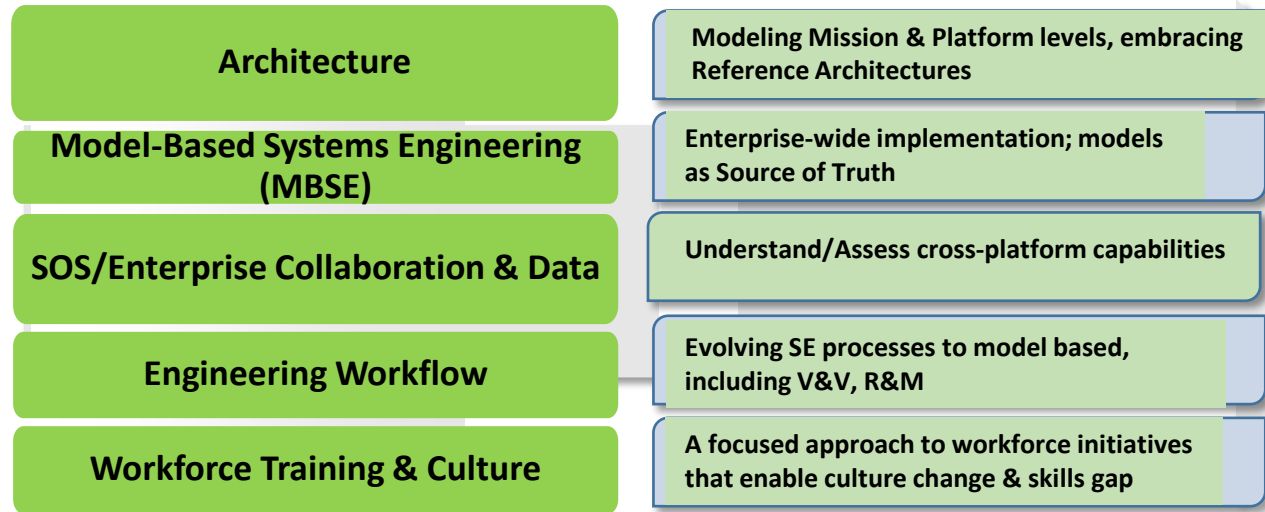 Architecture
Modeling Mission & Platform levels, embracing
Reference Architectures
Model-Based Systems Engineering
(MBSE)
Enterprise-wide implementation; models
as Source of Truth
SOS/Enterprise Collaboration & Data
Understand/Assess cross-platform capabilities
Engineering Workflow
Evolving SE processes to model based,
including V&V, R&M
Workforce Training & Culture
A focused approach to workforce initiatives
that enable culture change & skills gap